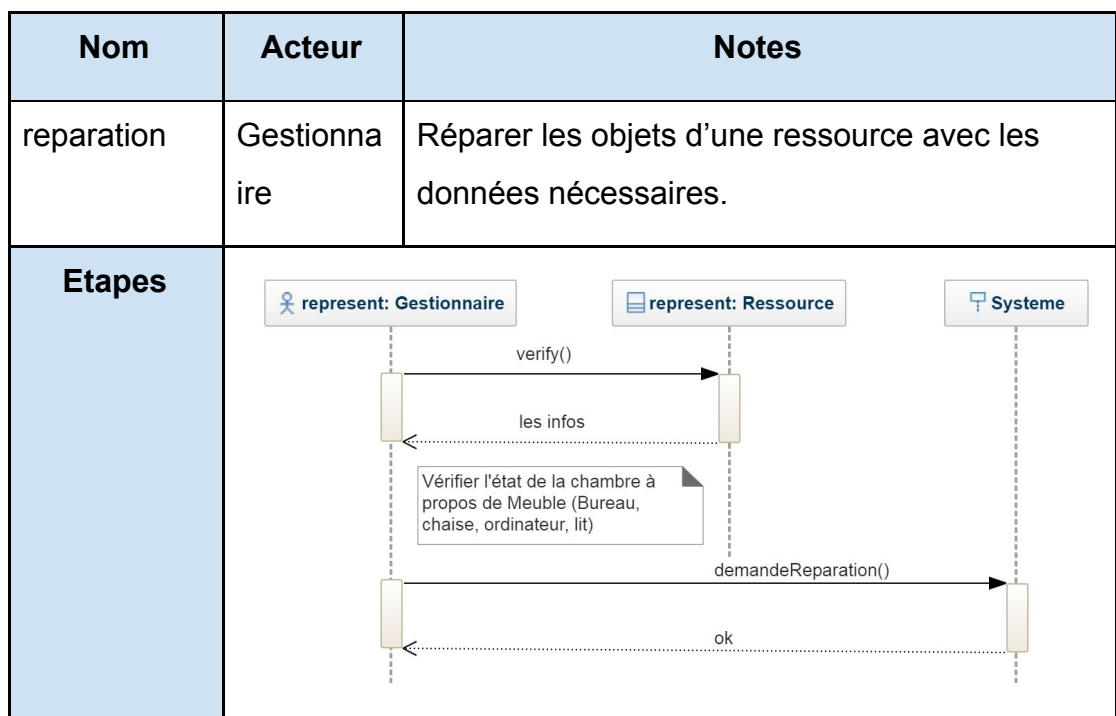 Nom Acteur Notes
reparation Gestionna Réparer les objets d’une ressource avec les
ire données nécessaires.
Etapes
represent: Gestionnaire represent: Ressource Systeme
verify()
les infos
Vérifier l'état de la chambre à
propos de Meuble (Bureau,
chaise, ordinateur, lit)
demandeReparation()
ok